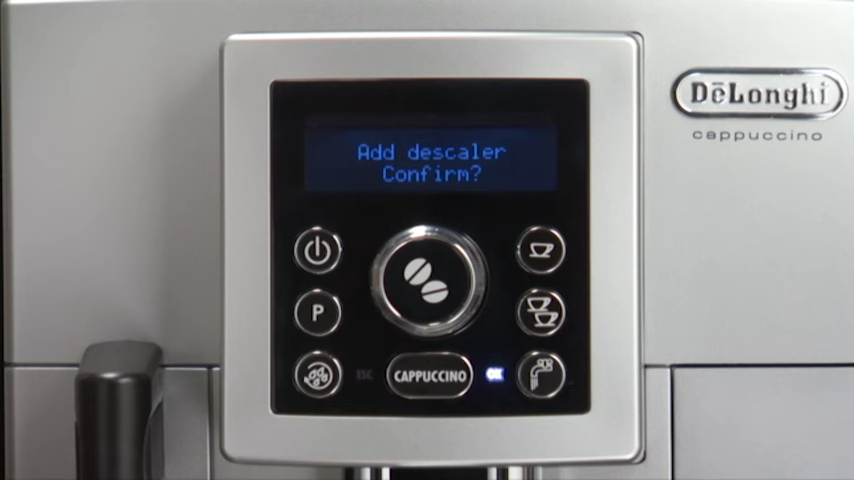 DeLonghi
cappuccino
Add descaler
Confirm?
P
ESC
CAPPUCCINO
OK